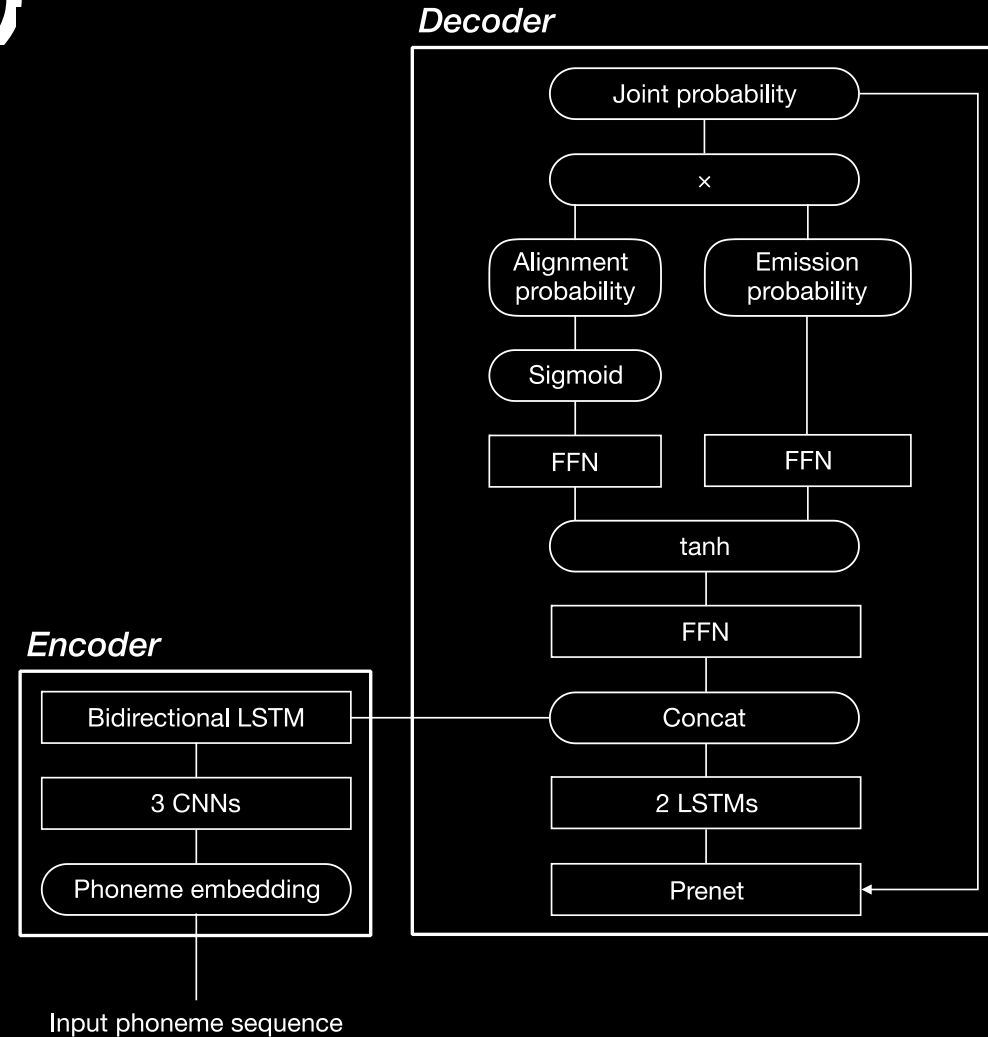 Decoder
Joint probability
×
Alignment
probability
Emission
probability
Sigmoid
FFN
FFN
tanh
FFN
Encoder
Bidirectional LSTM
Concat
3 CNNs
2 LSTMs
Phoneme embedding
Prenet
Input phoneme sequence